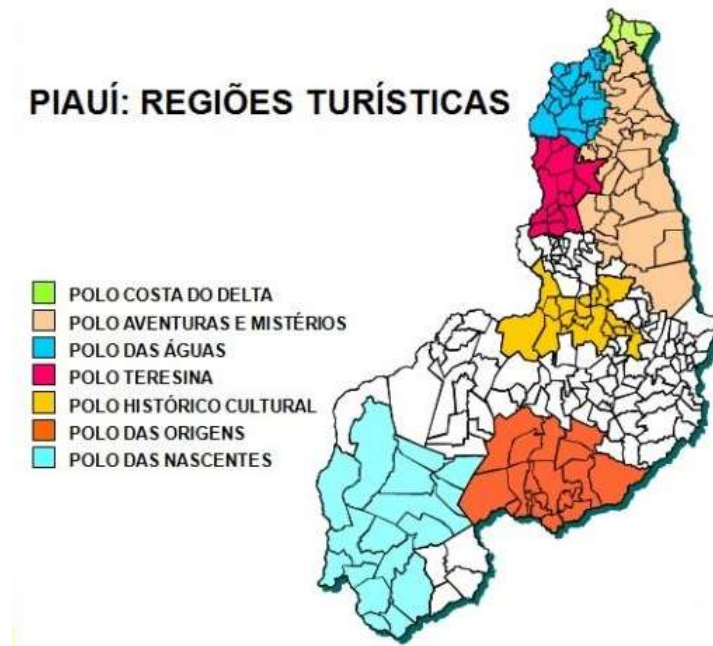 PIAUÍ: REGIÕES TURÍSTICAS
POLO COSTA DO DELTA
POLO AVENTURAS E MISTÉRIOS
POLO DAS ÁGUAS
POLO TERESINA
POLO HISTÓRICO CULTURAL
POLO DAS ORIGENS
POLO DAS NASCENTES